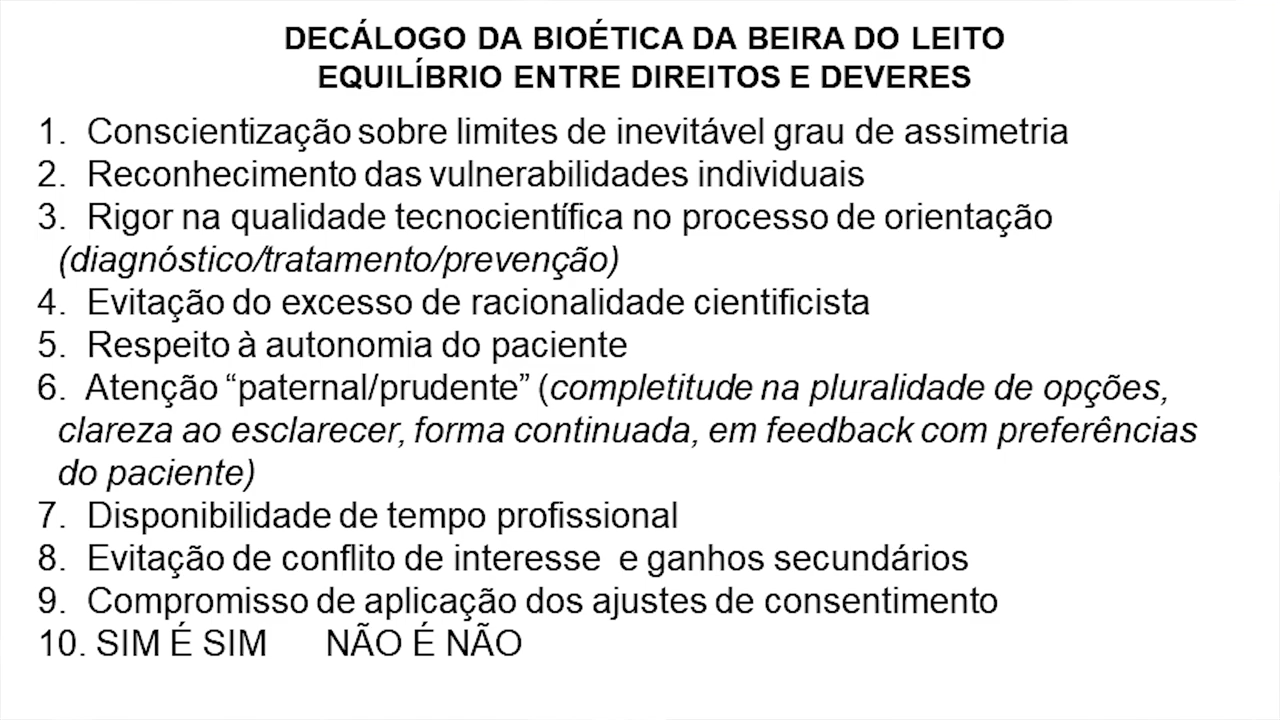 DECÁLOGO DA BIOÉTICA DA BEIRA DO LEITO
EQUILÍBRIO ENTRE DIREITOS E DEVERES
1. Conscientização sobre limites de inevitável grau de assimetria
2. Reconhecimento das vulnerabilidades individuais
3. Rigor na qualidade tecnocientífica no processo de orientação
(diagnóstico/tratamento/prevenção)
4. Evitação do excesso de racionalidade cientificista
5. Respeito à autonomia do paciente
6. Atenção “paternal/prudente” (completitude na pluralidade de opções,
clareza ao esclarecer, forma continuada, em feedback com preferências
do paciente)
7. Disponibilidade de tempo profissional
8. Evitação de conflito de interesse e ganhos secundários
9. Compromisso de aplicação dos ajustes de consentimento
10. SIM É SIM NÃO É NÃO